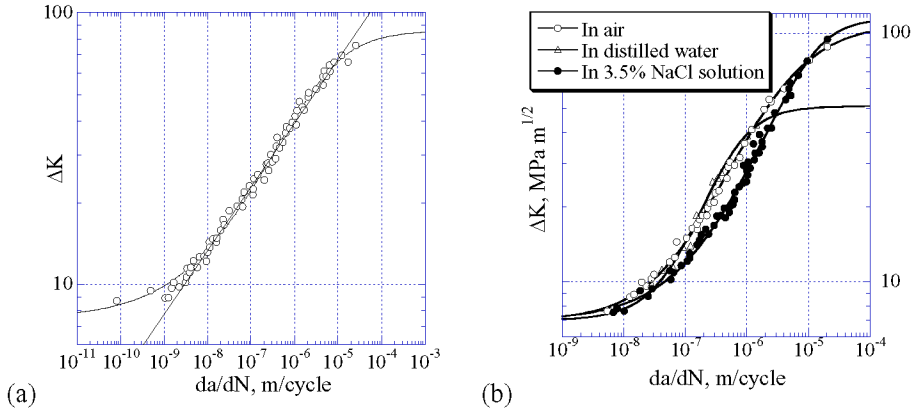 100
ΔK
10
10⁻¹¹ 10⁻¹⁰ 10⁻⁹ 10⁻⁸ 10⁻⁷ 10⁻⁶ 10⁻⁵ 10⁻⁴ 10⁻³
da/dN, m/cycle
(a)
In air
In distilled water
In 3.5% NaCl solution
100
ΔK, MPa m^1/2
10
10⁻⁹ 10⁻⁸ 10⁻⁷ 10⁻⁶ 10⁻⁵ 10⁻⁴
da/dN, m/cycle
(b)